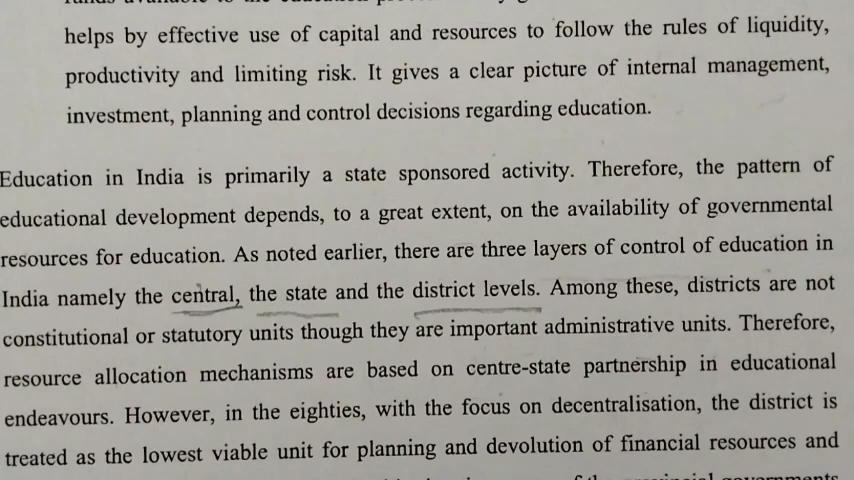 helps by effective use of capital and resources to follow the rules of liquidity,
productivity and limiting risk. It gives a clear picture of internal management,
investment, planning and control decisions regarding education.
Education in India is primarily a state sponsored activity. Therefore, the pattern of
educational development depends, to a great extent, on the availability of governmental
resources for education. As noted earlier, there are three layers of control of education in
India namely the central, the state and the district levels. Among these, districts are not
constitutional or statutory units though they are important administrative units. Therefore,
resource allocation mechanisms are based on centre-state partnership in educational
endeavours. However, in the eighties, with the focus on decentralisation, the district is
treated as the lowest viable unit for planning and devolution of financial resources and